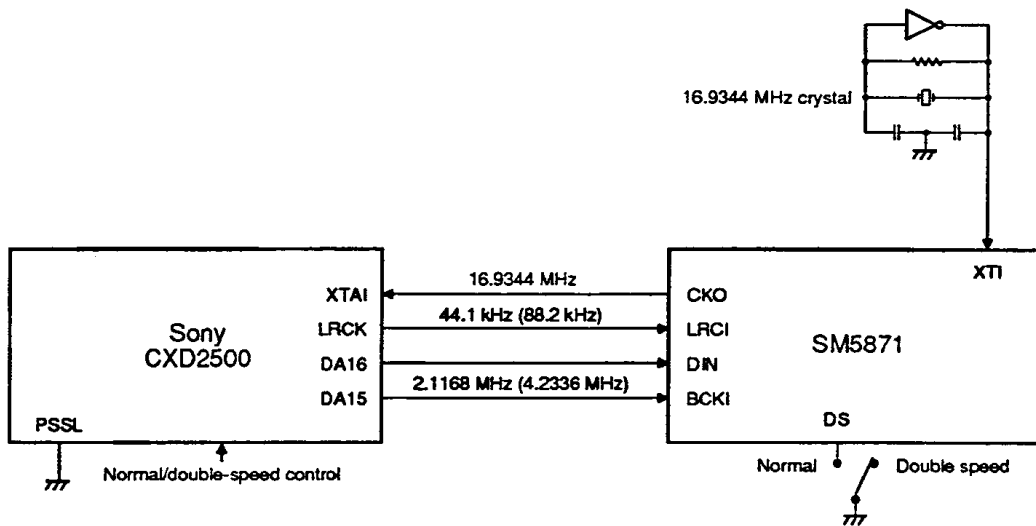 16.9344 MHz crystal
XTI
XTAI
16.9344 MHz
CKO
LRCK
44.1 kHz (88.2 kHz)
LRCI
Sony
CXD2500
SM5871
DA16
DIN
DA15
2.1168 MHz (4.2336 MHz)
BCKI
PSSL
DS
Normal/double-speed control
Normal
Double speed